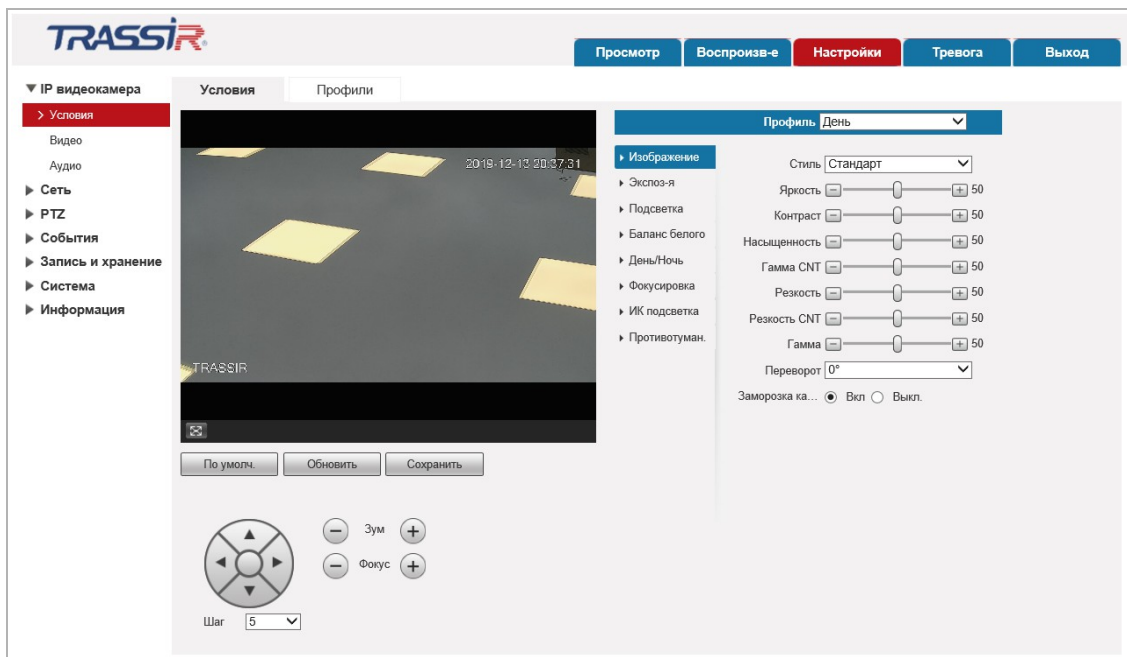 TRASSIR
Просмотр
Воспроизв-е
Настройки
Тревога
Выход
IP видеокамера
Условия
Видео
Аудио
Сеть
PTZ
События
Запись и хранение
Система
Информация
Условия
Профили
2019-12-13 20:37:31
TRASSIR
По умолч.
Обновить
Сохранить
Зум
Фокус
Шаг 5
Профиль День
Изображение
Экспоз-я
Подсветка
Баланс белого
День/Ночь
Фокусировка
ИК подсветка
Противотуман.
Стиль Стандарт
Яркость 50
Контраст 50
Насыщенность 50
Гамма CNT 50
Резкость 50
Резкость CNT 50
Гамма 50
Переворот 0°
Заморозка ка... Вкл Выкл.